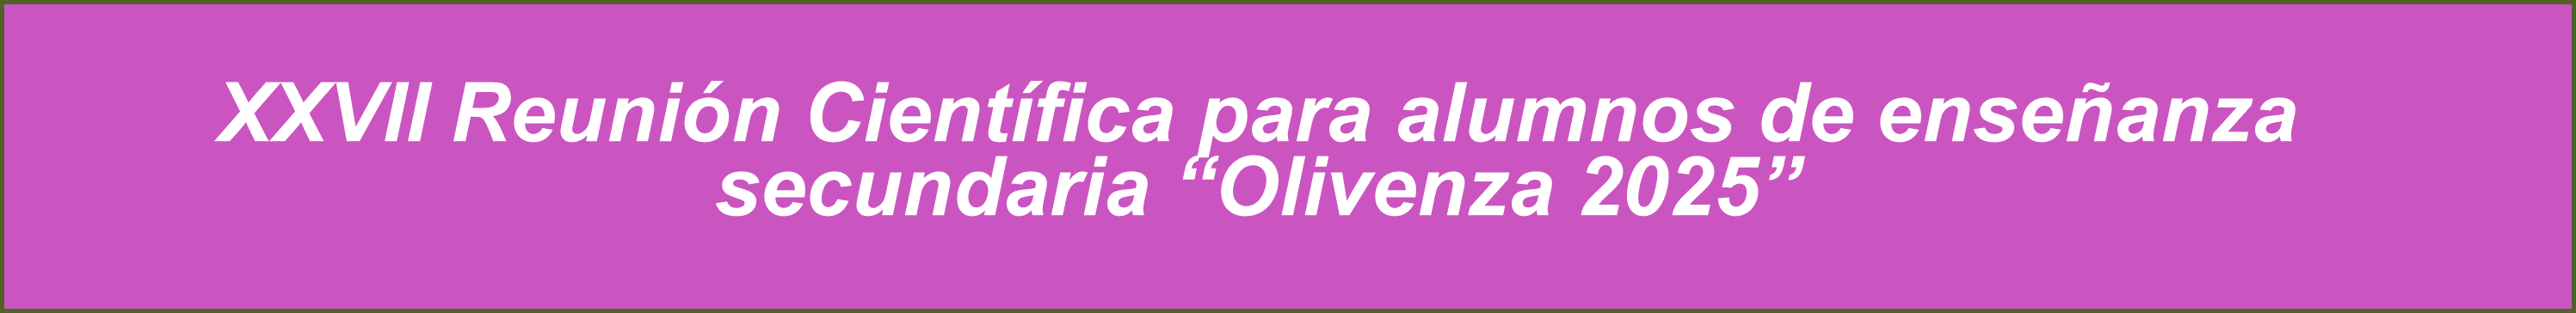 XXVII Reunión Científica para alumnos de enseñanza
secundaria “Olivenza 2025”